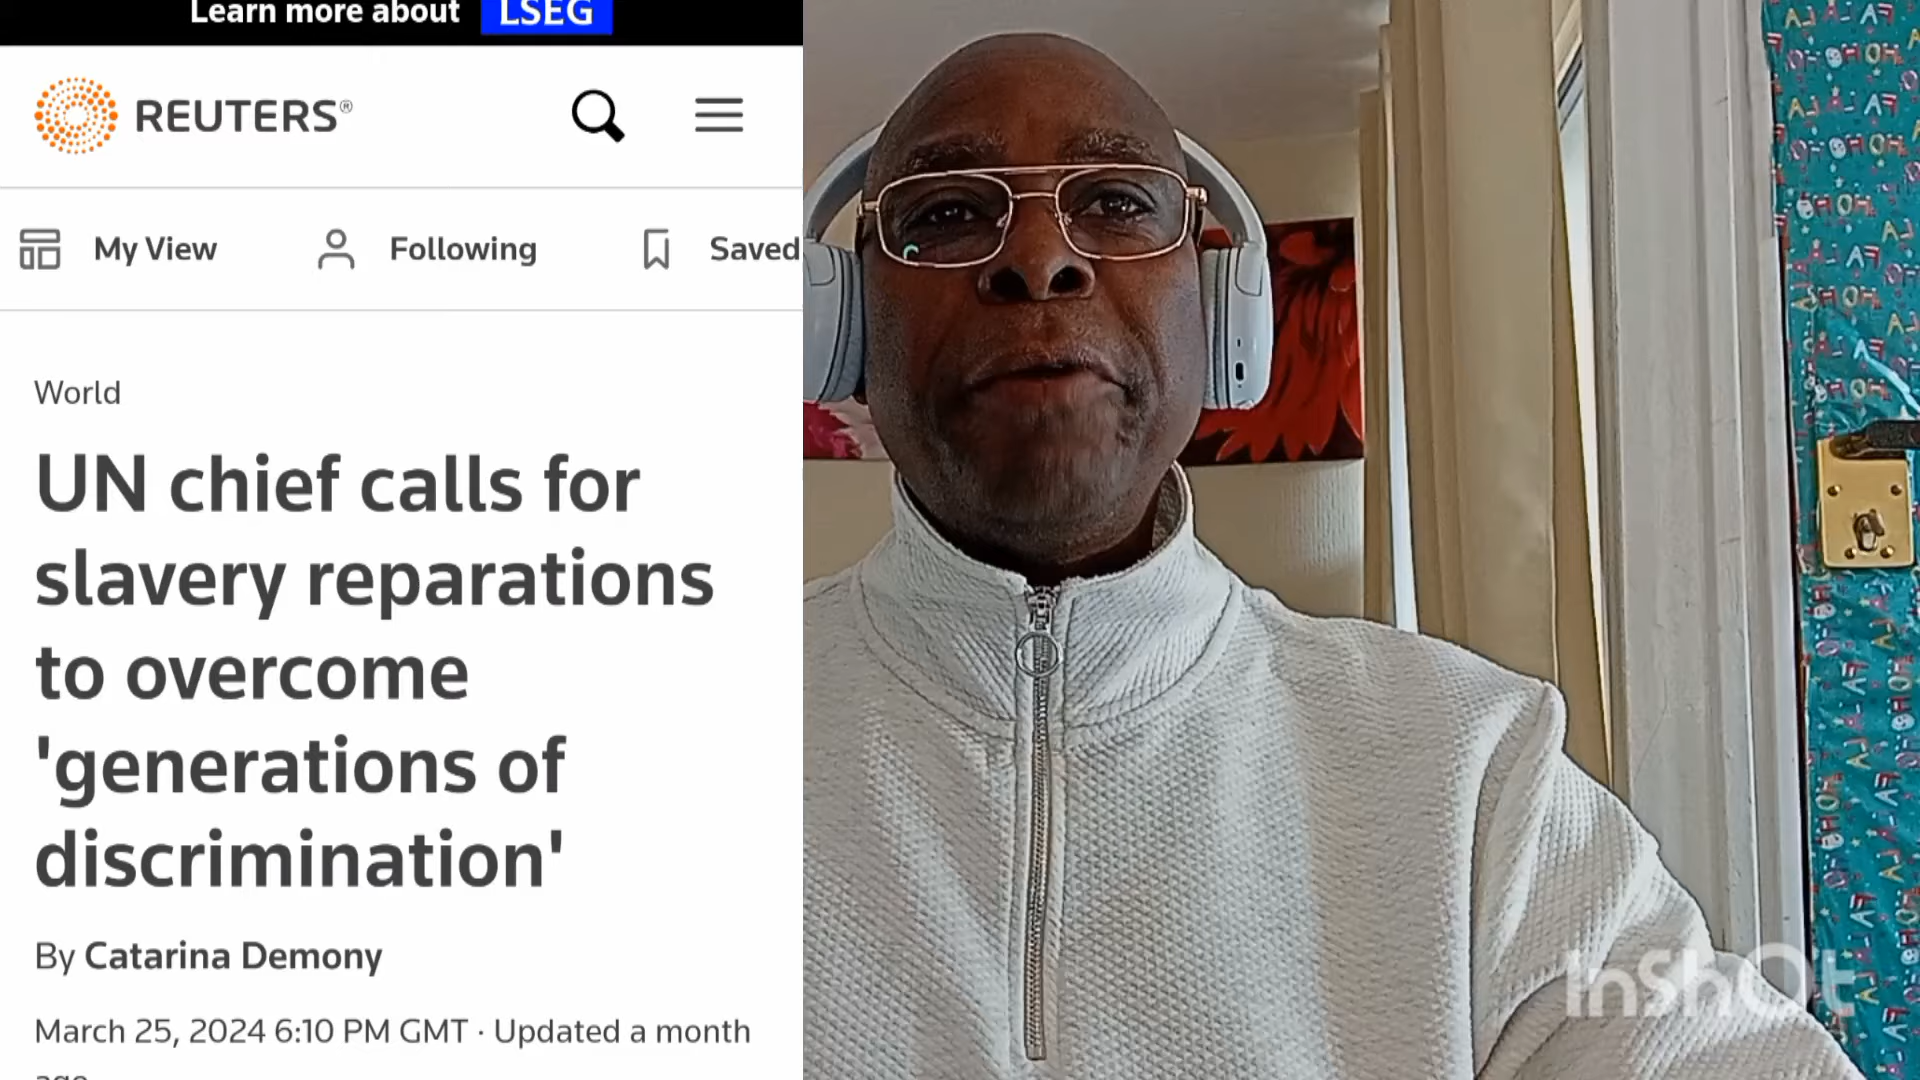 Learn more about LSEG
REUTERS®
My View Following Saved
World
UN chief calls for
slavery reparations
to overcome
'generations of
discrimination'
By Catarina Demony
March 25, 2024 6:10 PM GMT · Updated a month
ago
InShOt